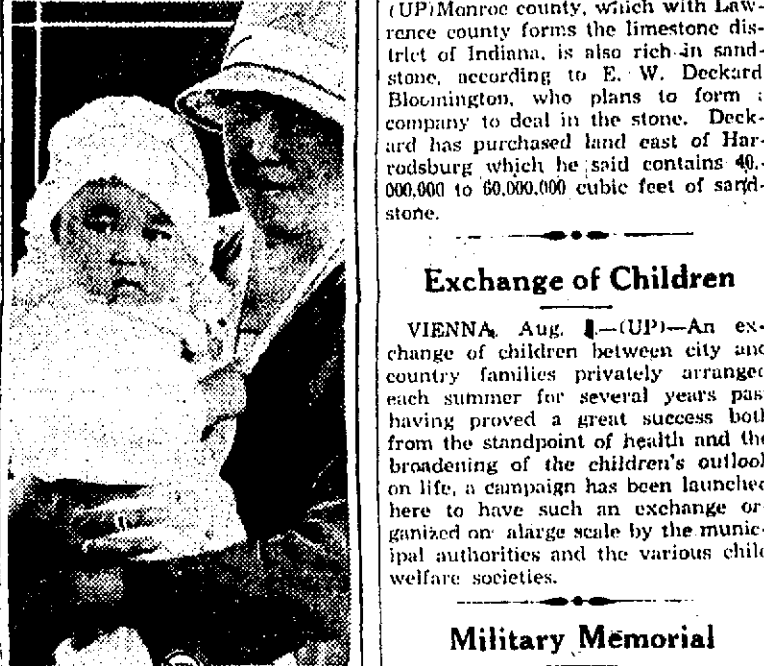 (UP)Monroe county, which with Law-
rence county forms the limestone dis-
trict of Indiana, is also rich in sand-
stone, according to E. W. Deckard
Bloomington, who plans to form
company to deal in the stone. Deck-
ard has purchased land east of Har-
rodsburg which he said contains 40,-
000,000 to 60,000,000 cubic feet of sand-
stone.
Exchange of Children
VIENNA, Aug. .—(UP)—An ex-
change of children between city and
country families privately arranged
each summer for several years past
having proved a great success both
from the standpoint of health and the
broadening of the children's outlook
on life, a campaign has been launched
here to have such an exchange or-
ganized on alarge scale by the munic-
ipal authorities and the various child
welfare societies.
Military Memorial